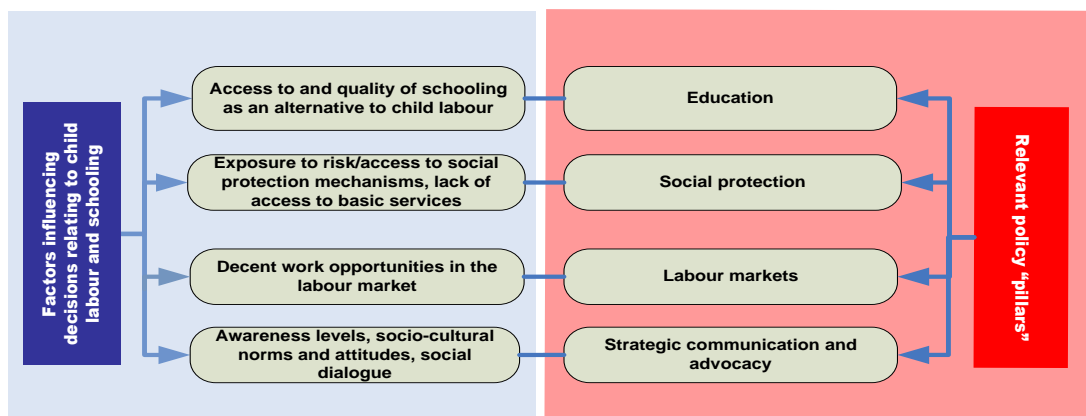 Factors influencing
decisions relating to child
labour and schooling
Access to and quality of schooling
as an alternative to child labour
Education
Exposure to risk/access to social
protection mechanisms, lack of
access to basic services
Social protection
Decent work opportunities in the
labour market
Labour markets
Awareness levels, socio-cultural
norms and attitudes, social
dialogue
Strategic communication and
advocacy
Relevant policy “pillars”